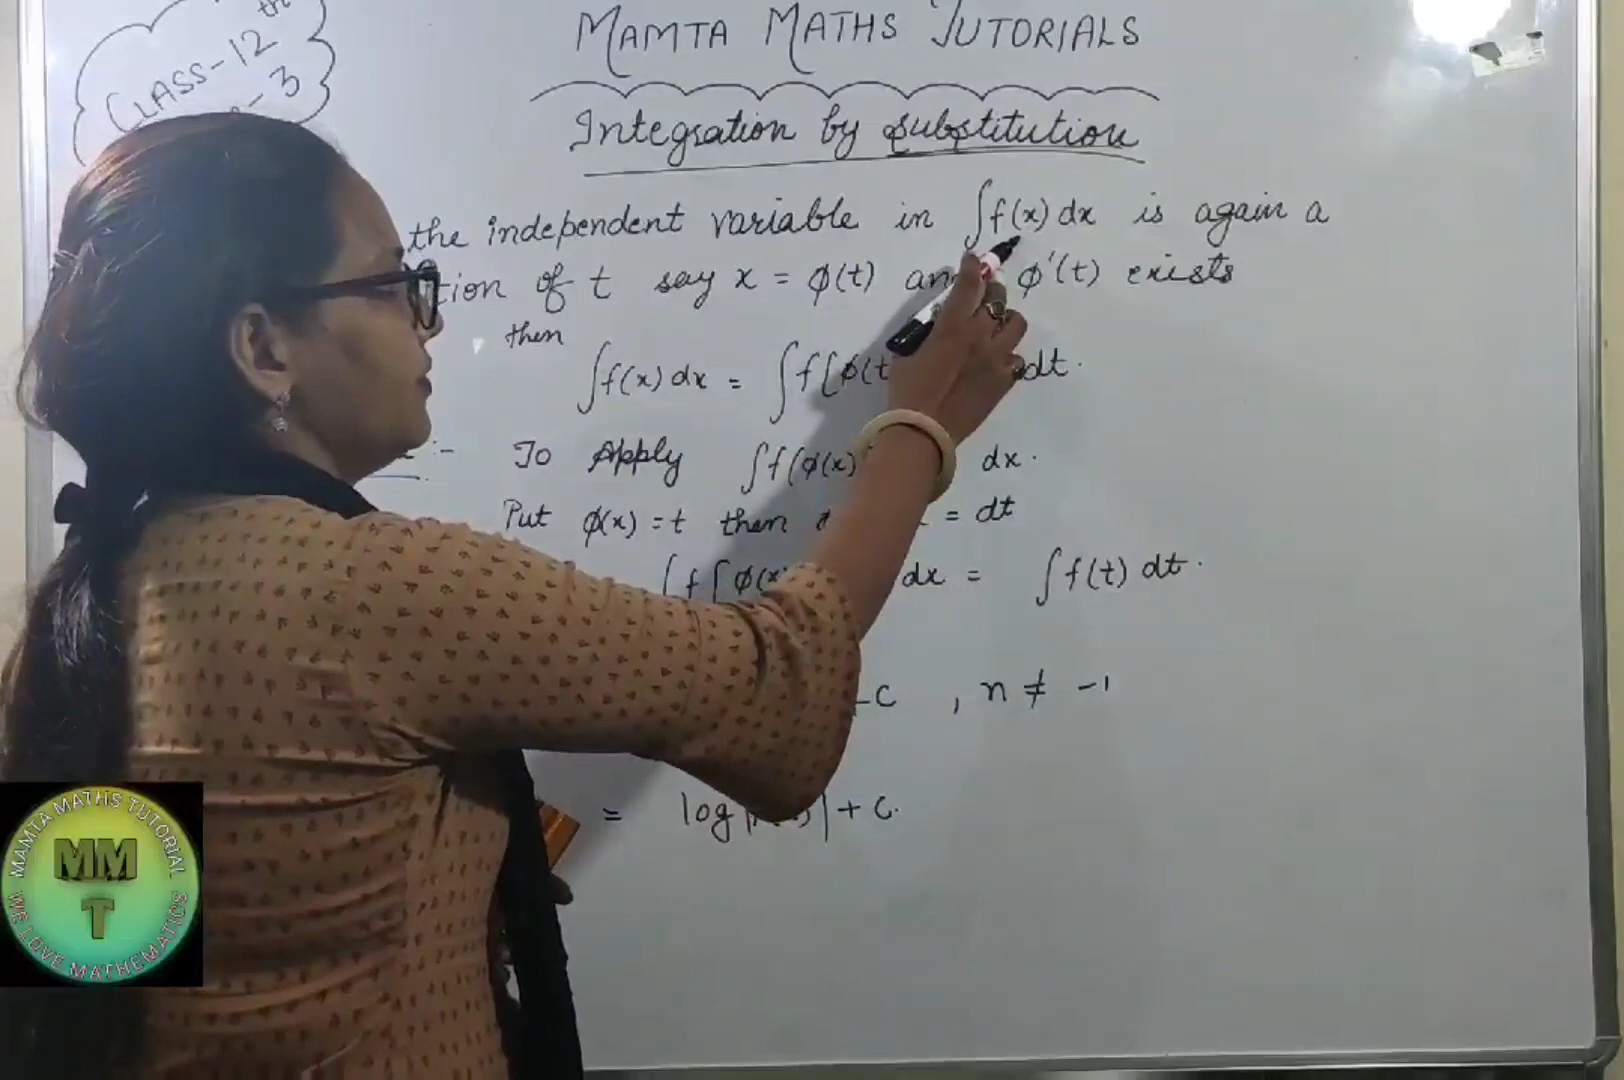 CLASS-12th
- 3
MAMTA MATHS TUTORIALS
Integration by Substitution
the independent variable in ∫f(x) dx is again a
tion of t say x = ϕ(t) an ϕ'(t) exists
then
∫f(x) dx = ∫f[ϕ(t dt.
:- To Apply ∫f(ϕ(x) dx.
Put ϕ(x) = t then = dt
∫f[ϕ(x) dx = ∫f(t) dt.
-C , n ≠ -1
= log| | + C.
MAMTA MATHS TUTORIAL
MM
T
WE LOVE MATHEMATICS